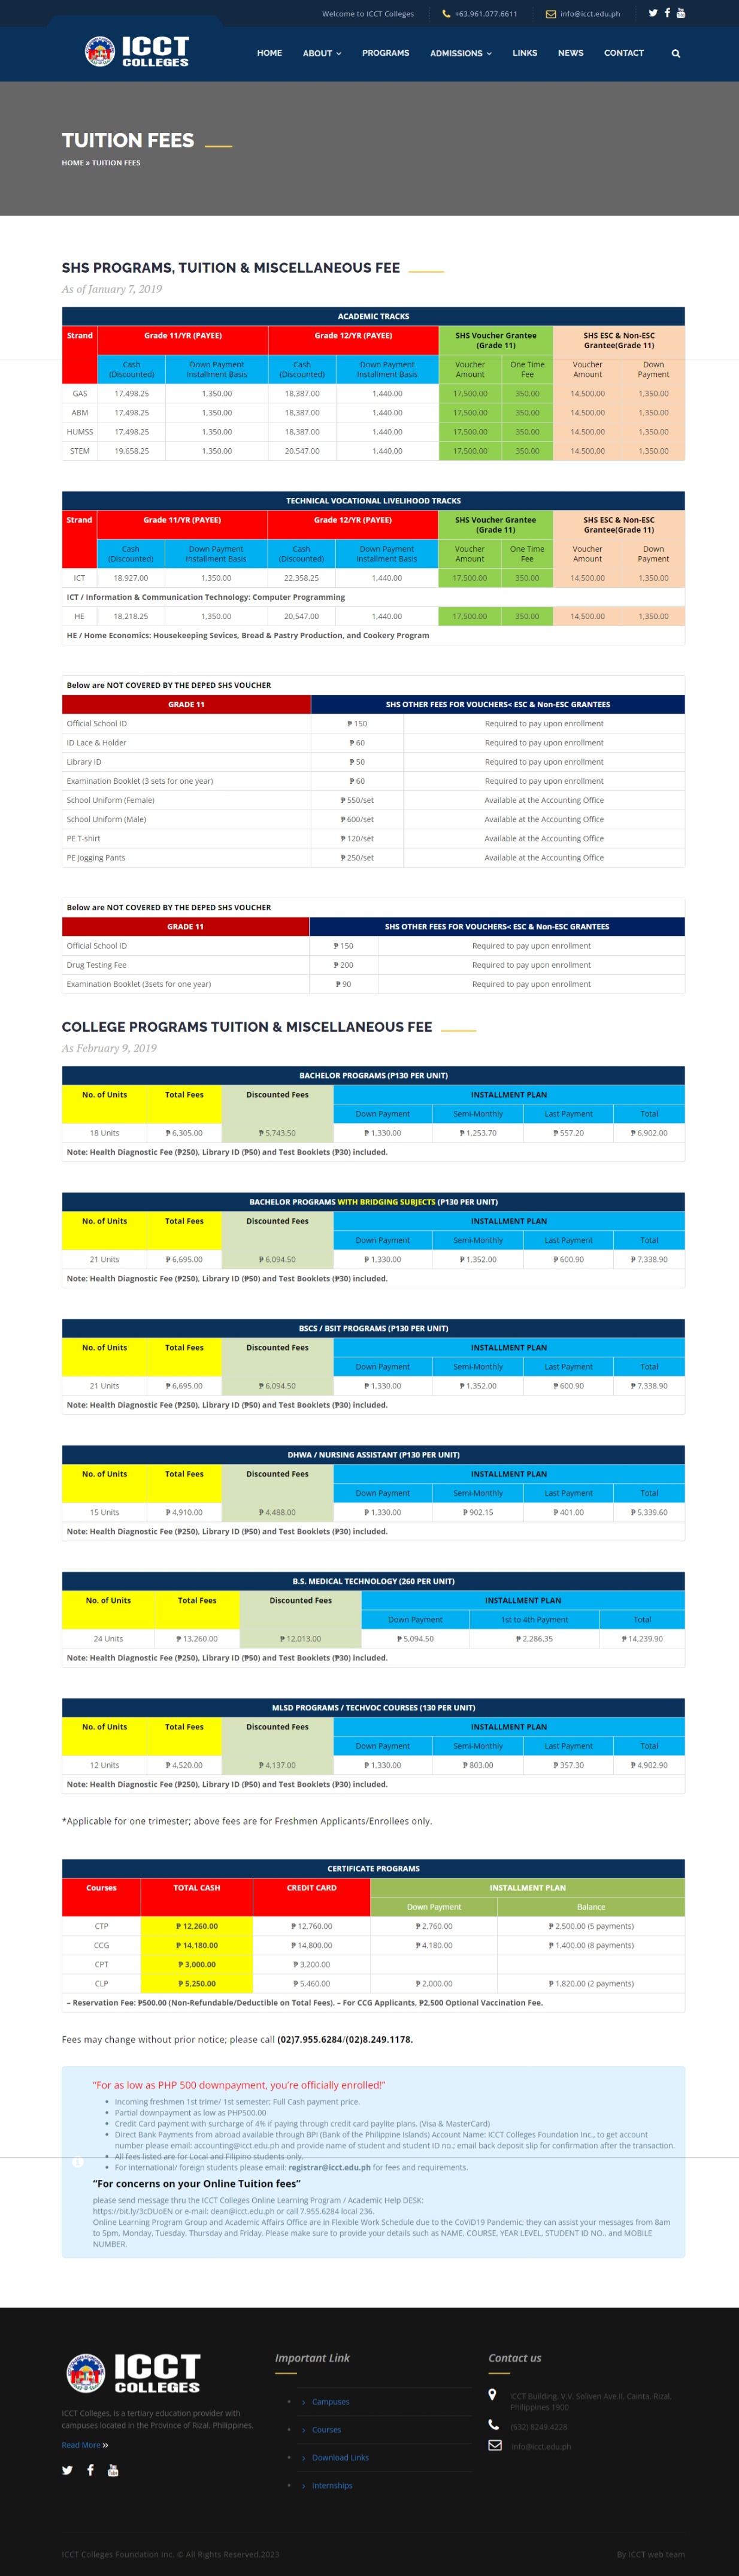 Welcome to ICCT Colleges +63.961.077.6611 info@icct.edu.ph
ICCT COLLEGES
HOME ABOUT PROGRAMS ADMISSIONS LINKS NEWS CONTACT
TUITION FEES
HOME » TUITION FEES
SHS PROGRAMS, TUITION & MISCELLANEOUS FEE
As of January 7, 2019
ACADEMIC TRACKS
Strand Grade 11/YR (PAYEE) Grade 12/YR (PAYEE) SHS Voucher Grantee (Grade 11) SHS ESC & Non-ESC Grantee(Grade 11)
Cash (Discounted) Down Payment Installment Basis Cash (Discounted) Down Payment Installment Basis Voucher Amount One Time Fee Voucher Amount Down Payment
GAS 17,498.25 1,350.00 18,387.00 1,440.00 17,500.00 350.00 14,500.00 1,350.00
ABM 17,498.25 1,350.00 18,387.00 1,440.00 17,500.00 350.00 14,500.00 1,350.00
HUMSS 17,498.25 1,350.00 18,387.00 1,440.00 17,500.00 350.00 14,500.00 1,350.00
STEM 19,658.25 1,350.00 20,547.00 1,440.00 17,500.00 350.00 14,500.00 1,350.00
TECHNICAL VOCATIONAL LIVELIHOOD TRACKS
Strand Grade 11/YR (PAYEE) Grade 12/YR (PAYEE) SHS Voucher Grantee (Grade 11) SHS ESC & Non-ESC Grantee(Grade 11)
Cash (Discounted) Down Payment Installment Basis Cash (Discounted) Down Payment Installment Basis Voucher Amount One Time Fee Voucher Amount Down Payment
ICT 18,927.00 1,350.00 22,358.25 1,440.00 17,500.00 350.00 14,500.00 1,350.00
ICT / Information & Communication Technology: Computer Programming
HE 18,218.25 1,350.00 20,547.00 1,440.00 17,500.00 350.00 14,500.00 1,350.00
HE / Home Economics: Housekeeping Sevices, Bread & Pastry Production, and Cookery Program
Below are NOT COVERED BY THE DEPED SHS VOUCHER
GRADE 11 SHS OTHER FEES FOR VOUCHERS< ESC & Non-ESC GRANTEES
Official School ID ₱ 150 Required to pay upon enrollment
ID Lace & Holder ₱ 60 Required to pay upon enrollment
Library ID ₱ 50 Required to pay upon enrollment
Examination Booklet (3 sets for one year) ₱ 60 Required to pay upon enrollment
School Uniform (Female) ₱ 550/set Available at the Accounting Office
School Uniform (Male) ₱ 600/set Available at the Accounting Office
PE T-shirt ₱ 120/set Available at the Accounting Office
PE Jogging Pants ₱ 250/set Available at the Accounting Office
Below are NOT COVERED BY THE DEPED SHS VOUCHER
GRADE 11 SHS OTHER FEES FOR VOUCHERS< ESC & Non-ESC GRANTEES
Official School ID ₱ 150 Required to pay upon enrollment
Drug Testing Fee ₱ 200 Required to pay upon enrollment
Examination Booklet (3sets for one year) ₱ 90 Required to pay upon enrollment
COLLEGE PROGRAMS TUITION & MISCELLANEOUS FEE
As February 9, 2019
BACHELOR PROGRAMS (P130 PER UNIT)
No. of Units Total Fees Discounted Fees INSTALLMENT PLAN
Down Payment Semi-Monthly Last Payment Total
18 Units ₱ 6,305.00 ₱ 5,743.50 ₱ 1,330.00 ₱ 1,253.70 ₱ 557.20 ₱ 6,902.00
Note: Health Diagnostic Fee (₱250), Library ID (₱50) and Test Booklets (₱30) included.
BACHELOR PROGRAMS WITH BRIDGING SUBJECTS (P130 PER UNIT)
No. of Units Total Fees Discounted Fees INSTALLMENT PLAN
Down Payment Semi-Monthly Last Payment Total
21 Units ₱ 6,695.00 ₱ 6,094.50 ₱ 1,330.00 ₱ 1,352.00 ₱ 600.90 ₱ 7,338.90
Note: Health Diagnostic Fee (₱250), Library ID (₱50) and Test Booklets (₱30) included.
BSCS / BSIT PROGRAMS (P130 PER UNIT)
No. of Units Total Fees Discounted Fees INSTALLMENT PLAN
Down Payment Semi-Monthly Last Payment Total
21 Units ₱ 6,695.00 ₱ 6,094.50 ₱ 1,330.00 ₱ 1,352.00 ₱ 600.90 ₱ 7,338.90
Note: Health Diagnostic Fee (₱250), Library ID (₱50) and Test Booklets (₱30) included.
DHWA / NURSING ASSISTANT (P130 PER UNIT)
No. of Units Total Fees Discounted Fees INSTALLMENT PLAN
Down Payment Semi-Monthly Last Payment Total
15 Units ₱ 4,910.00 ₱ 4,488.00 ₱ 1,330.00 ₱ 902.15 ₱ 401.00 ₱ 5,339.60
Note: Health Diagnostic Fee (₱250), Library ID (₱50) and Test Booklets (₱30) included.
B.S. MEDICAL TECHNOLOGY (260 PER UNIT)
No. of Units Total Fees Discounted Fees INSTALLMENT PLAN
Down Payment 1st to 4th Payment Total
24 Units ₱ 13,260.00 ₱ 12,013.00 ₱ 5,094.50 ₱ 2,286.35 ₱ 14,239.90
Note: Health Diagnostic Fee (₱250), Library ID (₱50) and Test Booklets (₱30) included.
MLSD PROGRAMS / TECHVOC COURSES (130 PER UNIT)
No. of Units Total Fees Discounted Fees INSTALLMENT PLAN
Down Payment Semi-Monthly Last Payment Total
12 Units ₱ 4,520.00 ₱ 4,137.00 ₱ 1,330.00 ₱ 803.00 ₱ 357.30 ₱ 4,902.90
Note: Health Diagnostic Fee (₱250), Library ID (₱50) and Test Booklets (₱30) included.
*Applicable for one trimester; above fees are for Freshmen Applicants/Enrollees only.
CERTIFICATE PROGRAMS
Courses TOTAL CASH CREDIT CARD INSTALLMENT PLAN
Down Payment Balance
CTP ₱ 12,260.00 ₱ 12,760.00 ₱ 2,760.00 ₱ 2,500.00 (5 payments)
CCG ₱ 14,180.00 ₱ 14,800.00 ₱ 4,180.00 ₱ 1,400.00 (8 payments)
CPT ₱ 3,000.00 ₱ 3,200.00
CLP ₱ 5,250.00 ₱ 5,460.00 ₱ 2,000.00 ₱ 1,820.00 (2 payments)
– Reservation Fee: ₱500.00 (Non-Refundable/Deductible on Total Fees). – For CCG Applicants, ₱2,500 Optional Vaccination Fee.
Fees may change without prior notice; please call (02)7.955.6284/(02)8.249.1178.
“For as low as PHP 500 downpayment, you’re officially enrolled!”
Incoming freshmen 1st trime/ 1st semester; Full Cash payment price.
Partial downpayment as low as PHP500.00
Credit Card payment with surcharge of 4% if paying through credit card paylite plans. (Visa & MasterCard)
Direct Bank Payments from abroad available through BPI (Bank of the Philippine Islands) Account Name: ICCT Colleges Foundation Inc., to get account
number please email: accounting@icct.edu.ph and provide name of student and student ID no.; email back deposit slip for confirmation after the transaction.
All fees listed are for Local and Filipino students only.
For international/ foreign students please email: registrar@icct.edu.ph for fees and requirements.
“For concerns on your Online Tuition fees”
please send message thru the ICCT Colleges Online Learning Program / Academic Help DESK:
https://bit.ly/3cDUoEN or e-mail: dean@icct.edu.ph or call 7.955.6284 local 236.
Online Learning Program Group and Academic Affairs Office are in Flexible Work Schedule due to the CoViD19 Pandemic; they can assist your messages from 8am
to 5pm, Monday, Tuesday, Thursday and Friday. Please make sure to provide your details such as NAME, COURSE, YEAR LEVEL, STUDENT ID NO., and MOBILE
NUMBER.
ICCT COLLEGES
ICCT Colleges, is a tertiary education provider with
campuses located in the Province of Rizal, Philippines.
Read More »
Important Link
Campuses
Courses
Download Links
Internships
Contact us
ICCT Building. V.V. Soliven Ave.II. Cainta, Rizal.
Philippines 1900
(632) 8249 4228
info@icct.edu.ph
ICCT Colleges Foundation Inc. © All Rights Reserved.2023 By ICCT web team